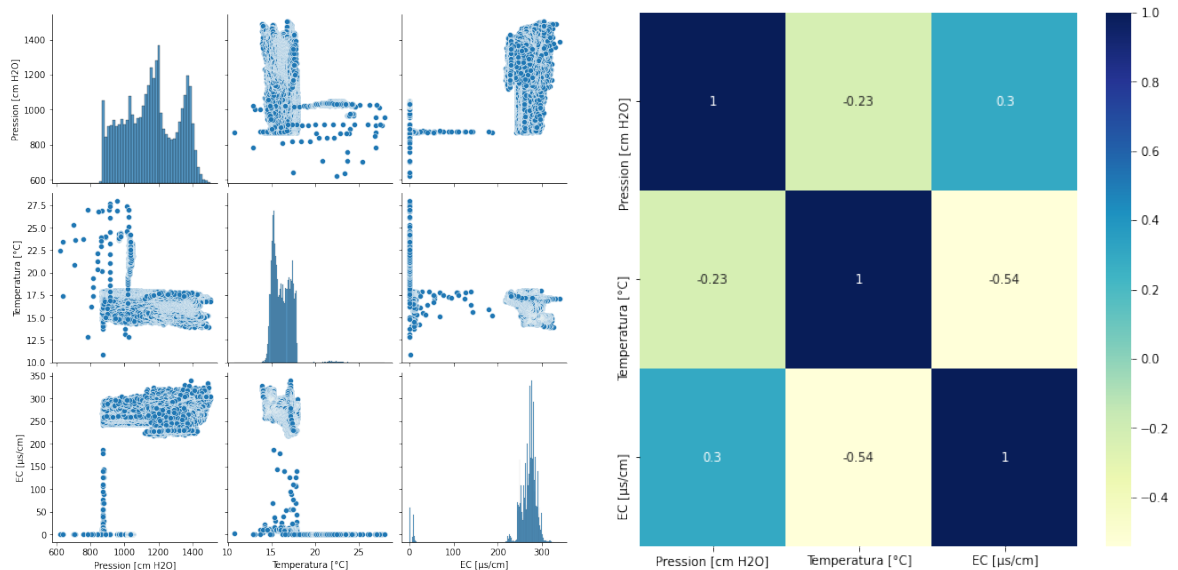 Pression [cm H2O]
1400
1200
1000
800
600
Temperatura [°C]
27.5
25.0
22.5
20.0
17.5
15.0
12.5
10.0
EC [µs/cm]
350
300
250
200
150
100
50
0
600 800 1000 1200 1400
Pression [cm H2O]
10 15 20 25
Temperatura [°C]
0 100 200 300
EC [µs/cm]
Pression [cm H2O]
1 -0.23 0.3
Temperatura [°C]
-0.23 1 -0.54
EC [µs/cm]
0.3 -0.54 1
Pression [cm H2O] Temperatura [°C] EC [µs/cm]
1.0
0.8
0.6
0.4
0.2
0.0
−0.2
−0.4